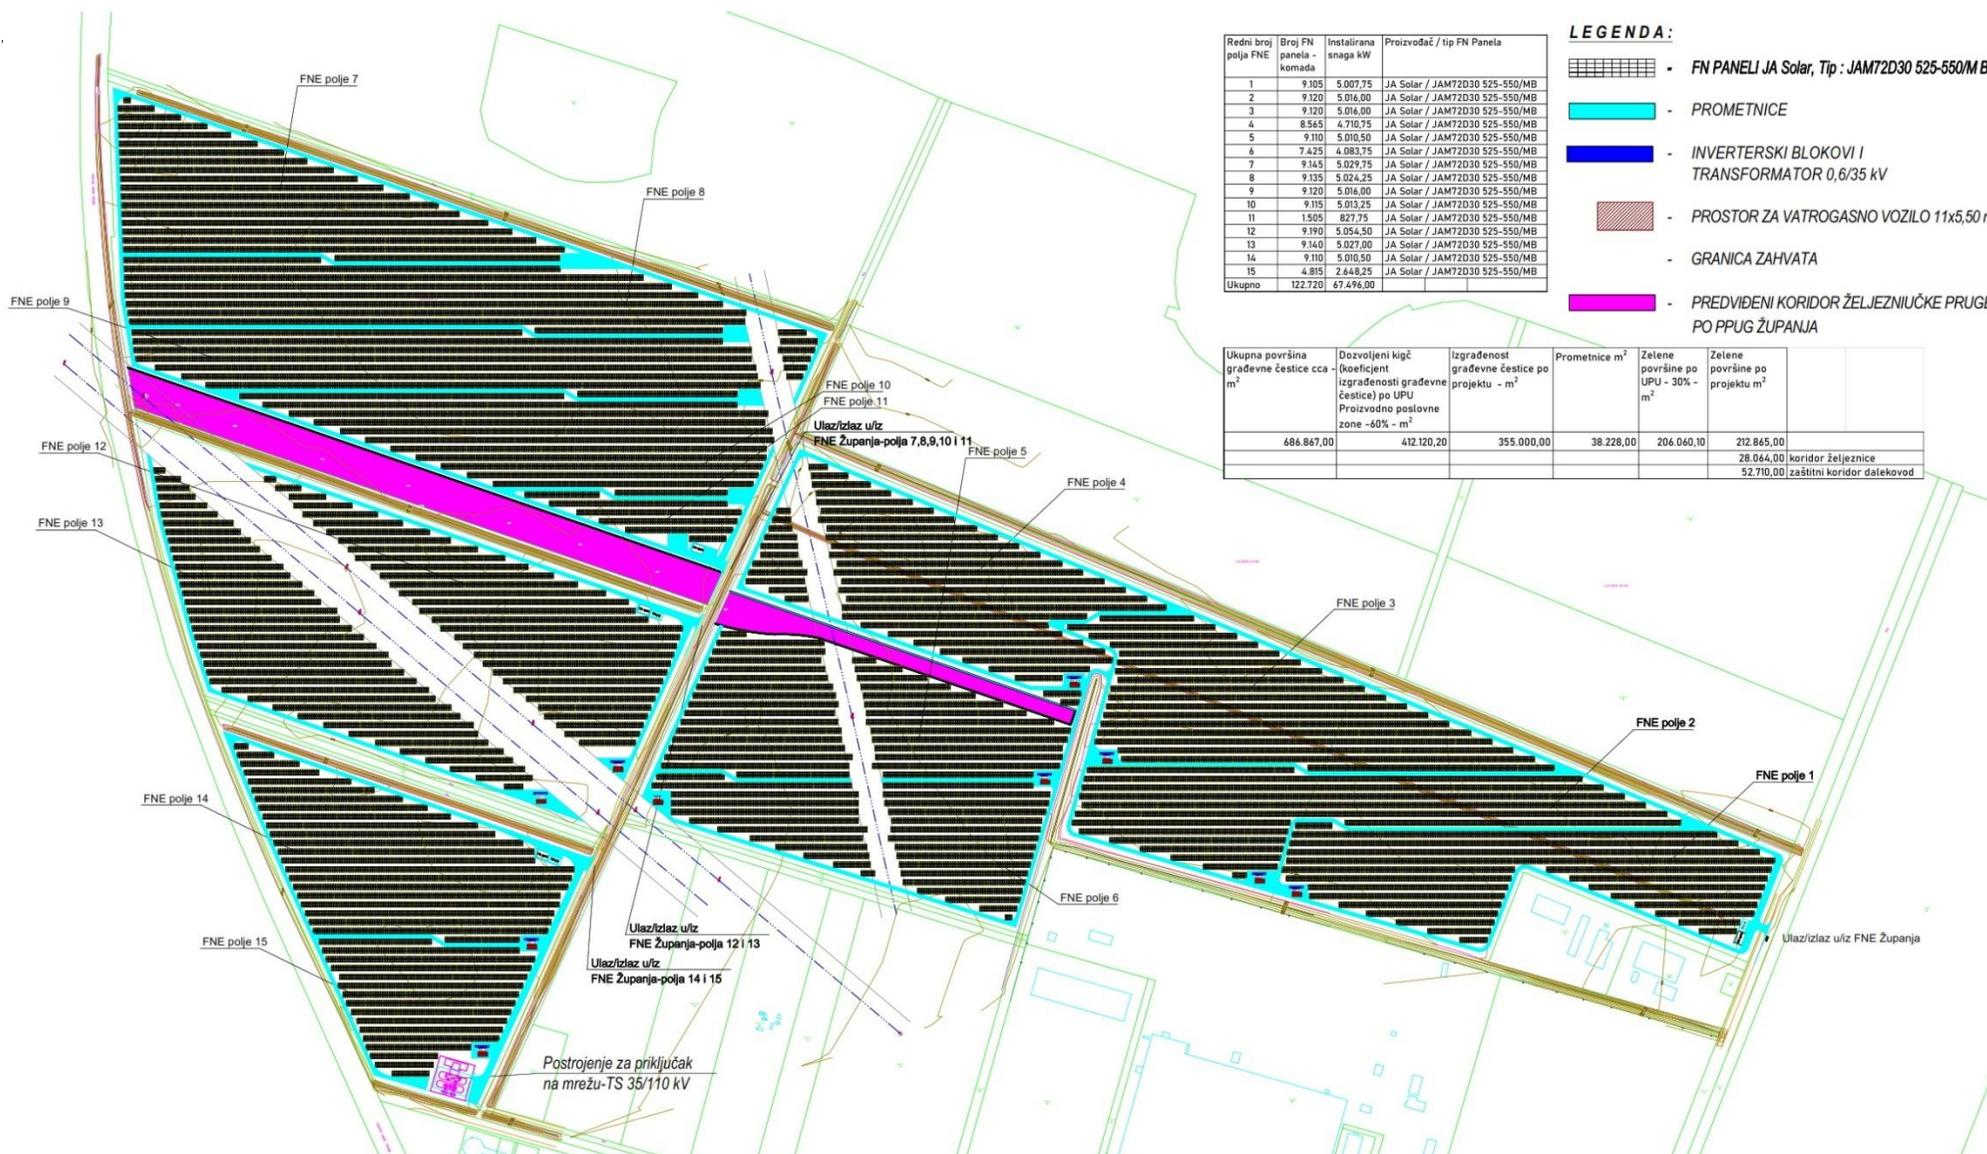 FNE polje 7
FNE polje 8
FNE polje 9
FNE polje 10
FNE polje 11
Ulaz/izlaz u/iz
FNE Županja-polja 7,8,9,10 i 11
FNE polje 12
FNE polje 5
FNE polje 4
FNE polje 13
FNE polje 3
FNE polje 2
FNE polje 1
FNE polje 14
FNE polje 6
FNE polje 15
Ulaz/izlaz u/iz
FNE Županja-polja 12 i 13
Ulaz/izlaz u/iz
FNE Županja-polja 14 i 15
Ulaz/izlaz u/iz FNE Županja
Postrojenje za priključak
na mrežu-TS 35/110 kV
Redni broj polja FNE Broj FN panela - komada Instalirana snaga kW Proizvođač / tip FN Panela
1 9.105 5.007,75 JA Solar / JAM72D30 525-550/MB
2 9.120 5.016,00 JA Solar / JAM72D30 525-550/MB
3 9.120 5.016,00 JA Solar / JAM72D30 525-550/MB
4 8.565 4.710,75 JA Solar / JAM72D30 525-550/MB
5 9.110 5.010,50 JA Solar / JAM72D30 525-550/MB
6 7.425 4.083,75 JA Solar / JAM72D30 525-550/MB
7 9.145 5.029,75 JA Solar / JAM72D30 525-550/MB
8 9.135 5.024,25 JA Solar / JAM72D30 525-550/MB
9 9.120 5.016,00 JA Solar / JAM72D30 525-550/MB
10 9.115 5.013,25 JA Solar / JAM72D30 525-550/MB
11 1.505 827,75 JA Solar / JAM72D30 525-550/MB
12 9.190 5.054,50 JA Solar / JAM72D30 525-550/MB
13 9.140 5.027,00 JA Solar / JAM72D30 525-550/MB
14 9.110 5.010,50 JA Solar / JAM72D30 525-550/MB
15 4.815 2.648,25 JA Solar / JAM72D30 525-550/MB
Ukupno 122.720 67.496,00
LEGENDA:
- FN PANELI JA Solar, Tip : JAM72D30 525-550/M B
- PROMETNICE
- INVERTERSKI BLOKOVI I
TRANSFORMATOR 0,6/35 kV
- PROSTOR ZA VATROGASNO VOZILO 11x5,50
- GRANICA ZAHVATA
- PREDVIĐENI KORIDOR ŽELJEZNIUČKE PRUGE
PO PPUG ŽUPANJA
Ukupna površina građevne čestice cca - m² Dozvoljeni kigč (koeficjent izgrađenosti građevne čestice) po UPU Proizvodno poslovne zone -60% - m² Izgrađenost građevne čestice po projektu - m² Prometnice m² Zelene površine po UPU - 30% - m² Zelene površine po projektu m²
686.867,00 412.120,20 355.000,00 38.228,00 206.060,10 212.865,00
28.064,00 koridor željeznice
52.710,00 zaštitni koridor dalekovod